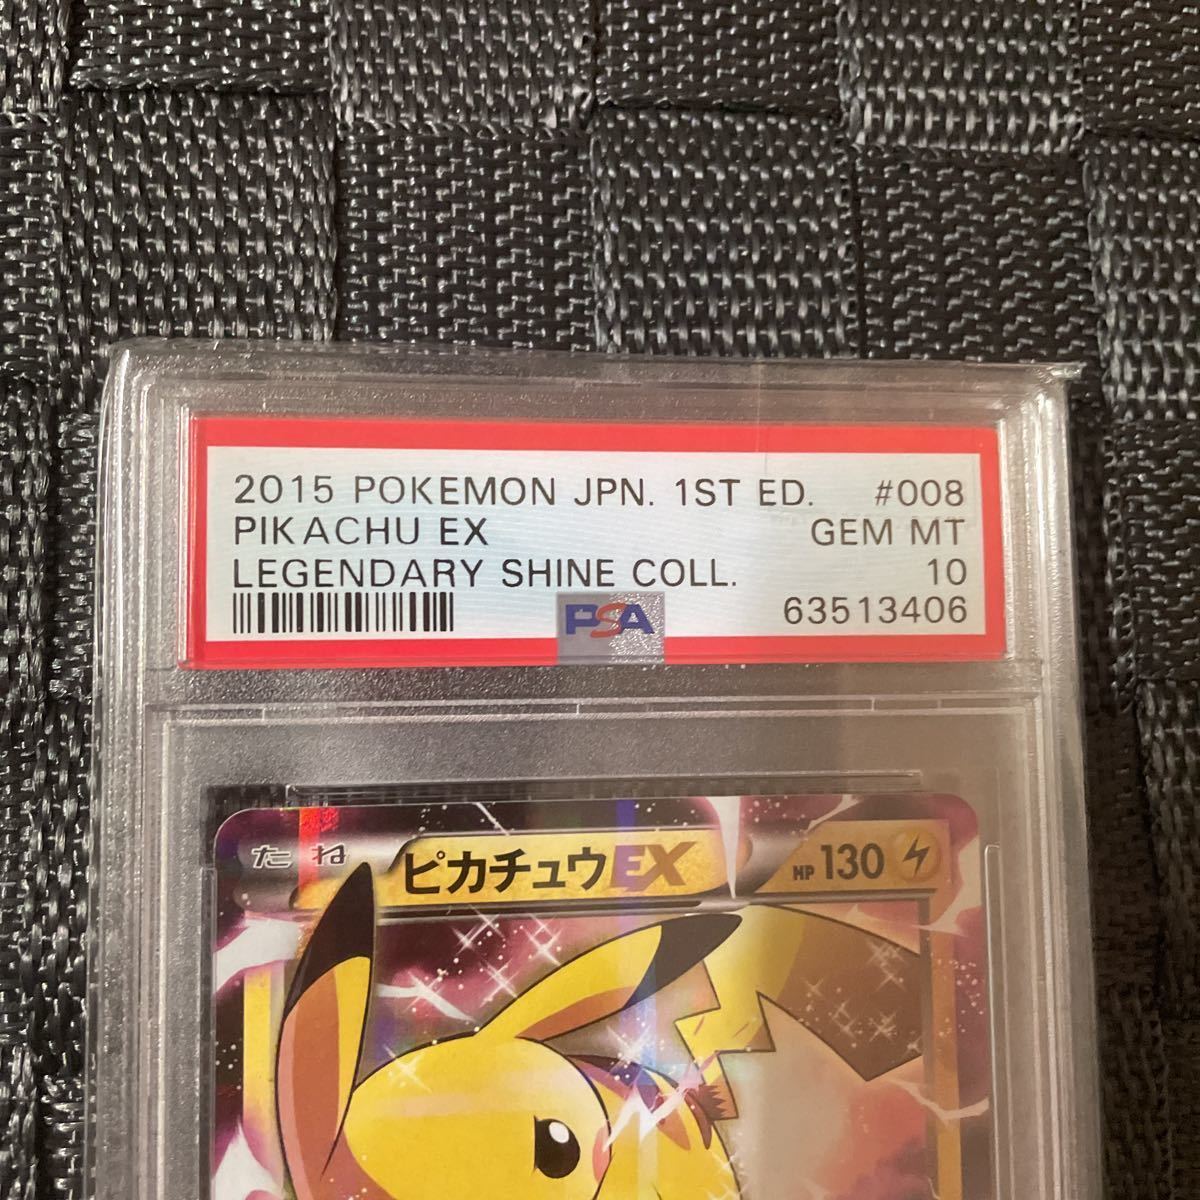 2015 POKEMON JPN. 1ST ED. #008
PIKACHU EX GEM MT
LEGENDARY SHINE COLL. 10
PSA 63513406
たね ピカチュウEX HP 130